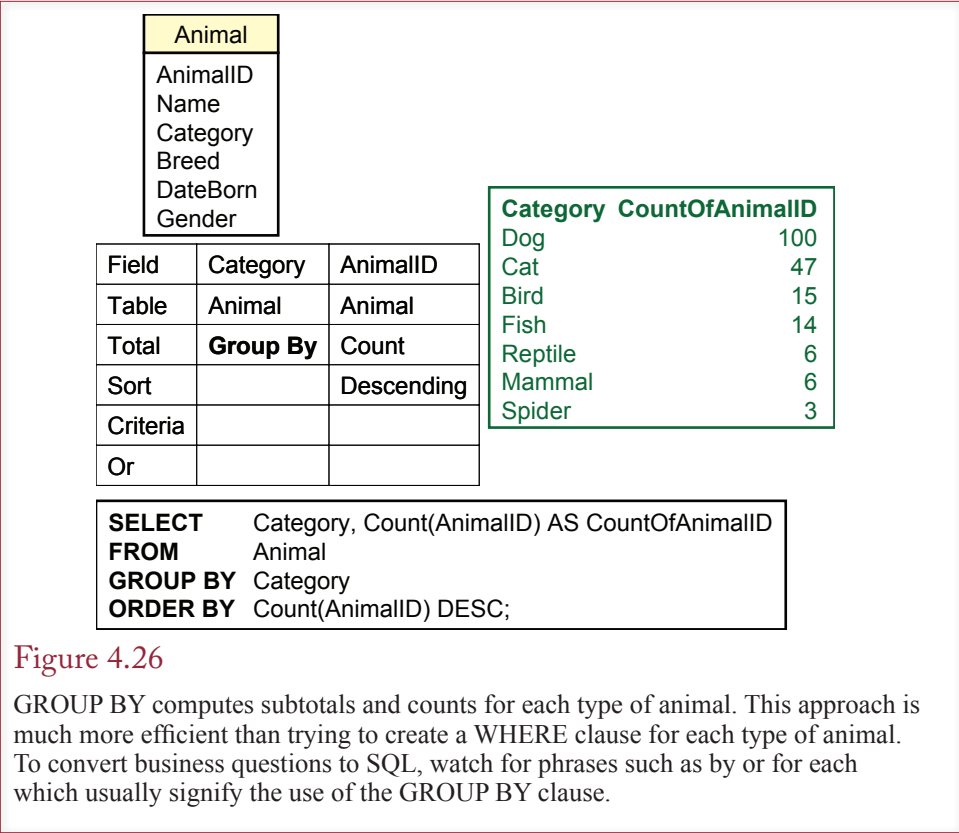 Animal
AnimalID
Name
Category
Breed
DateBorn
Gender
Category CountOfAnimalID
Dog 100
Cat 47
Bird 15
Fish 14
Reptile 6
Mammal 6
Spider 3
Field Category AnimalID
Table Animal Animal
Total Group By Count
Sort Descending
Criteria
Or
SELECT Category, Count(AnimalID) AS CountOfAnimalID
FROM Animal
GROUP BY Category
ORDER BY Count(AnimalID) DESC;
Figure 4.26
GROUP BY computes subtotals and counts for each type of animal. This approach is
much more efficient than trying to create a WHERE clause for each type of animal.
To convert business questions to SQL, watch for phrases such as by or for each
which usually signify the use of the GROUP BY clause.